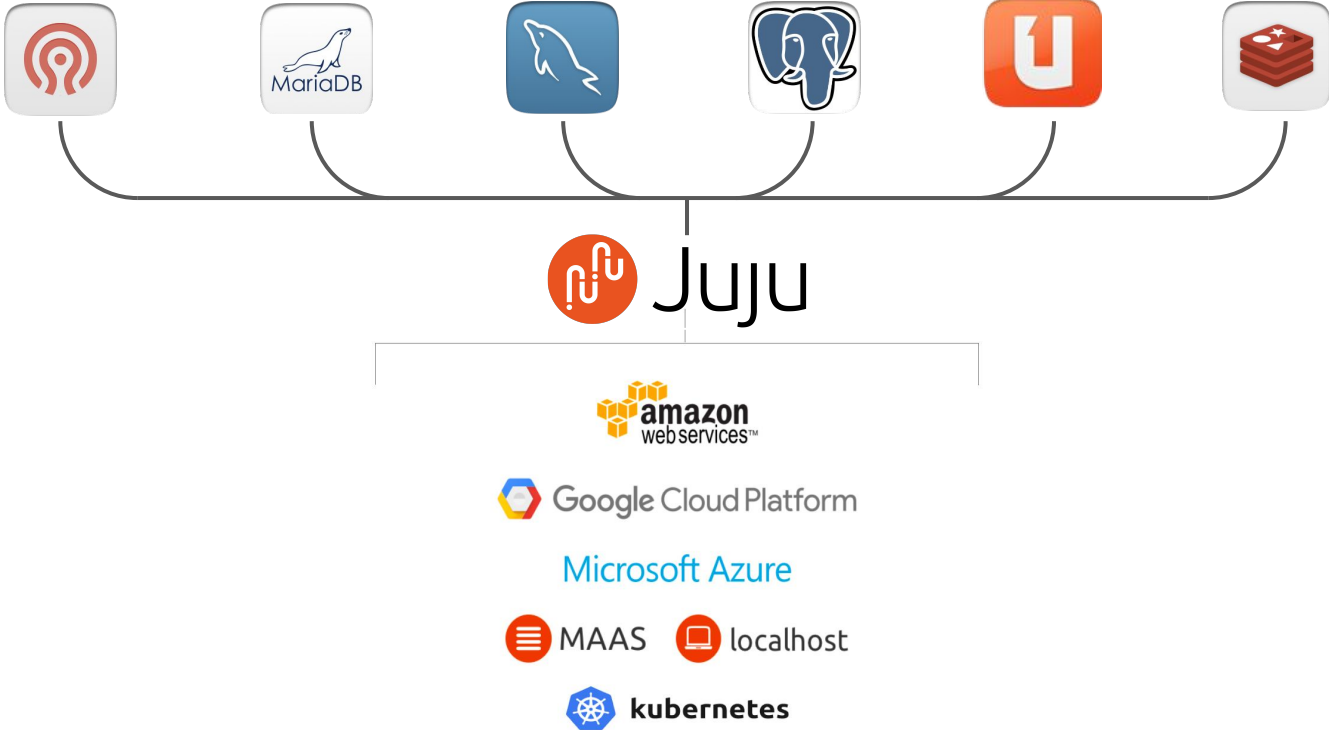 MariaDB
Juju
amazon
webservices™
Google Cloud Platform
Microsoft Azure
MAAS
localhost
kubernetes